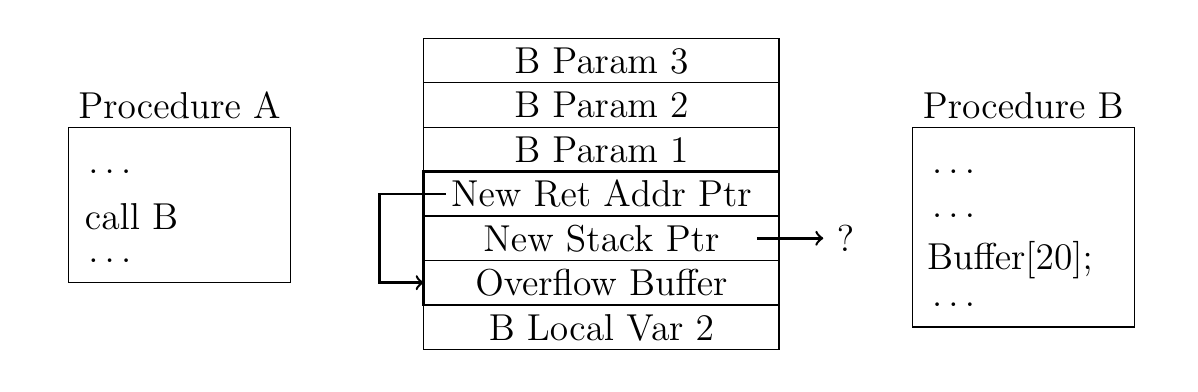 Procedure A
. . .
call B
. . .
B Param 3
B Param 2
B Param 1
New Ret Addr Ptr
New Stack Ptr
?
Overflow Buffer
B Local Var 2
Procedure B
. . .
. . .
Buffer[20];
. . .